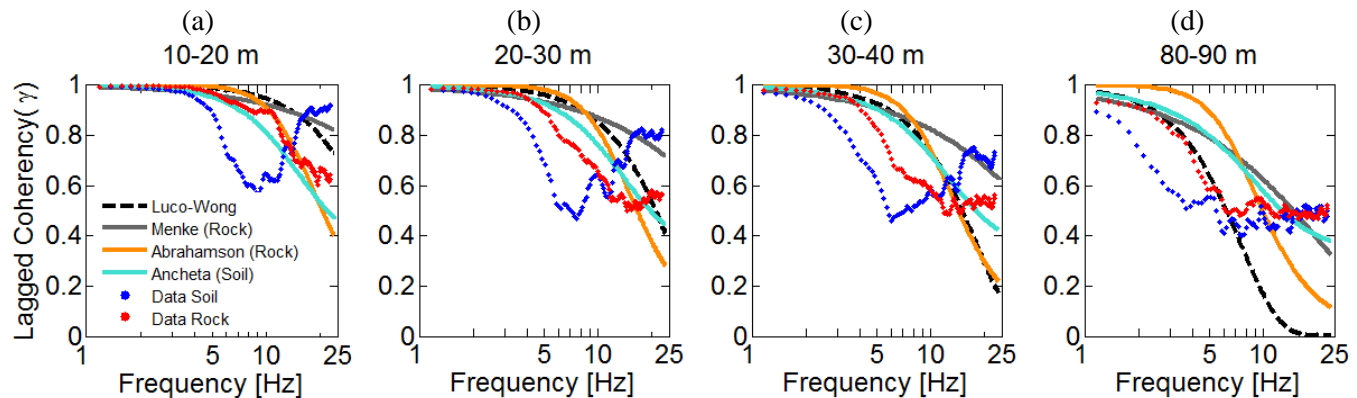 (a) (b) (c) (d)
10-20 m 20-30 m 30-40 m 80-90 m
Lagged Coherency( γ )
1
0.8
0.6
0.4
0.2
0
Luco-Wong
Menke (Rock)
Abrahamson (Rock)
Ancheta (Soil)
Data Soil
Data Rock
1 5 10 25
Frequency [Hz]
1
0.8
0.6
0.4
0.2
0
1 5 10 25
Frequency [Hz]
1
0.8
0.6
0.4
0.2
0
1 5 10 25
Frequency [Hz]
1
0.8
0.6
0.4
0.2
0
1 5 10 25
Frequency [Hz]